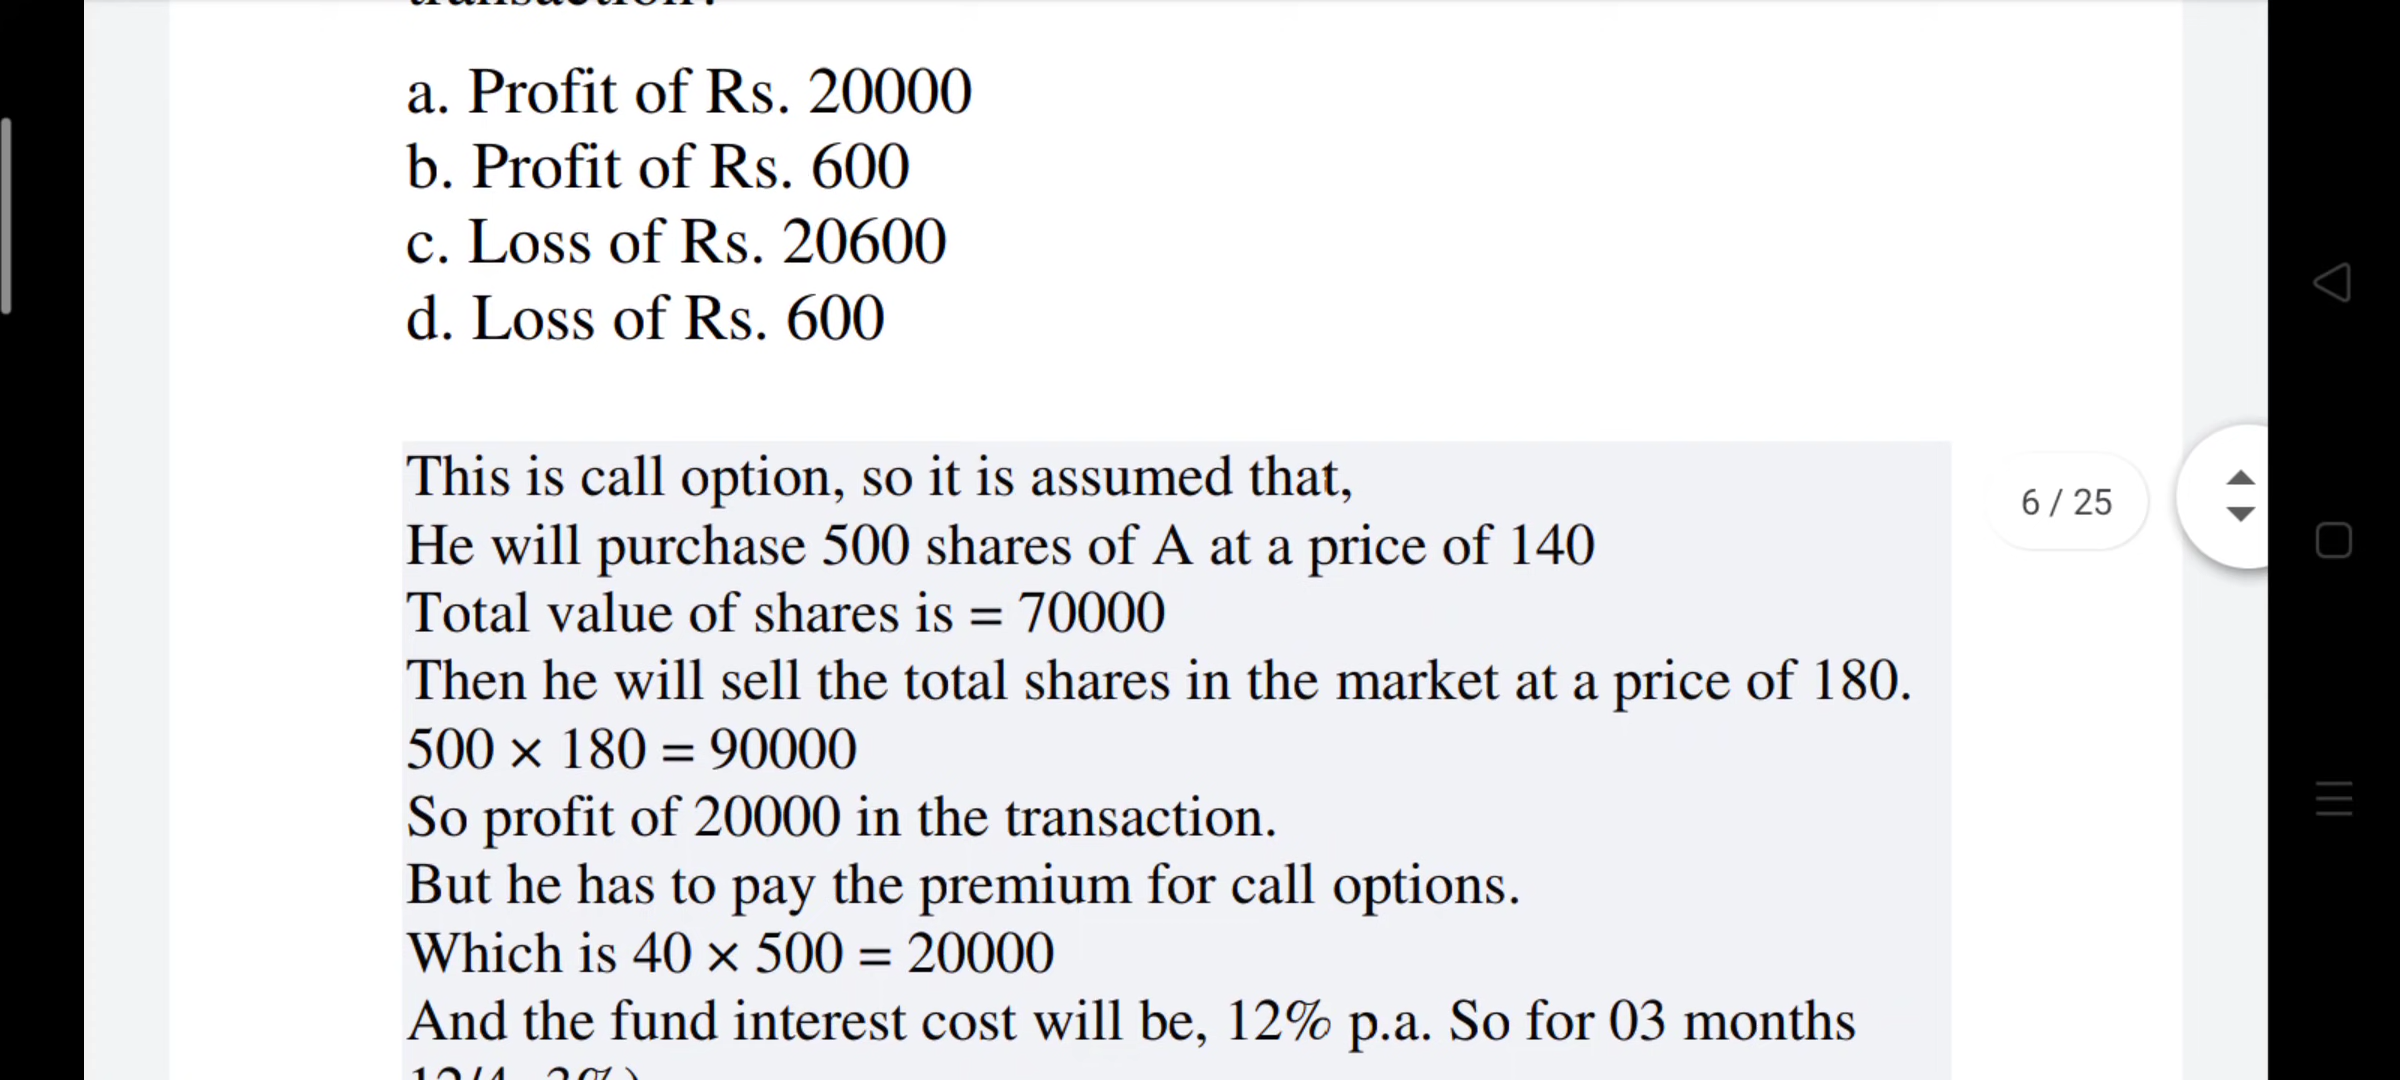 a. Profit of Rs. 20000
b. Profit of Rs. 600
c. Loss of Rs. 20600
d. Loss of Rs. 600
This is call option, so it is assumed that,
He will purchase 500 shares of A at a price of 140
6 / 25
Total value of shares is = 70000
Then he will sell the total shares in the market at a price of 180.
500 × 180 = 90000
So profit of 20000 in the transaction.
But he has to pay the premium for call options.
Which is 40 × 500 = 20000
And the fund interest cost will be, 12% p.a. So for 03 months